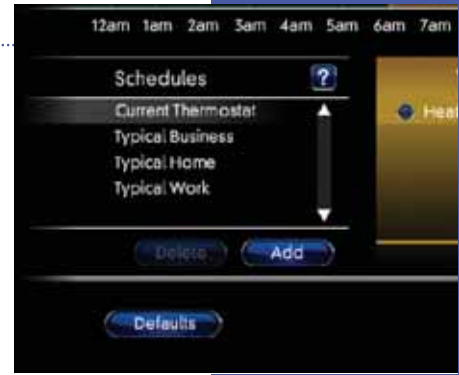 12am 1am 2am 3am 4am 5am 6am 7am
Schedules ?
Current Thermostat
Heat
Typical Business
Typical Home
Typical Work
Delete Add
Defaults